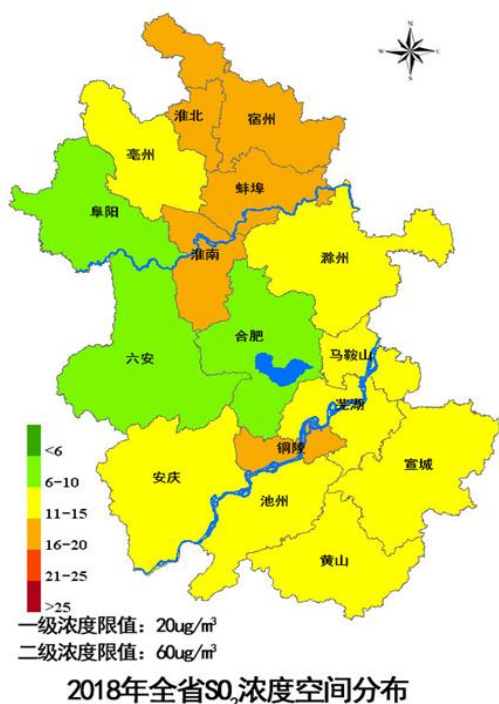 N
W
E
S
淮北
宿州
亳州
蚌埠
阜阳
淮南
滁州
合肥
六安
马鞍山
芜湖
铜陵
安庆
宣城
池州
黄山
<6
6-10
11-15
16-20
21-25
>25
一级浓度限值：20ug/m³
二级浓度限值：60ug/m³
2018年全省SO₂浓度空间分布